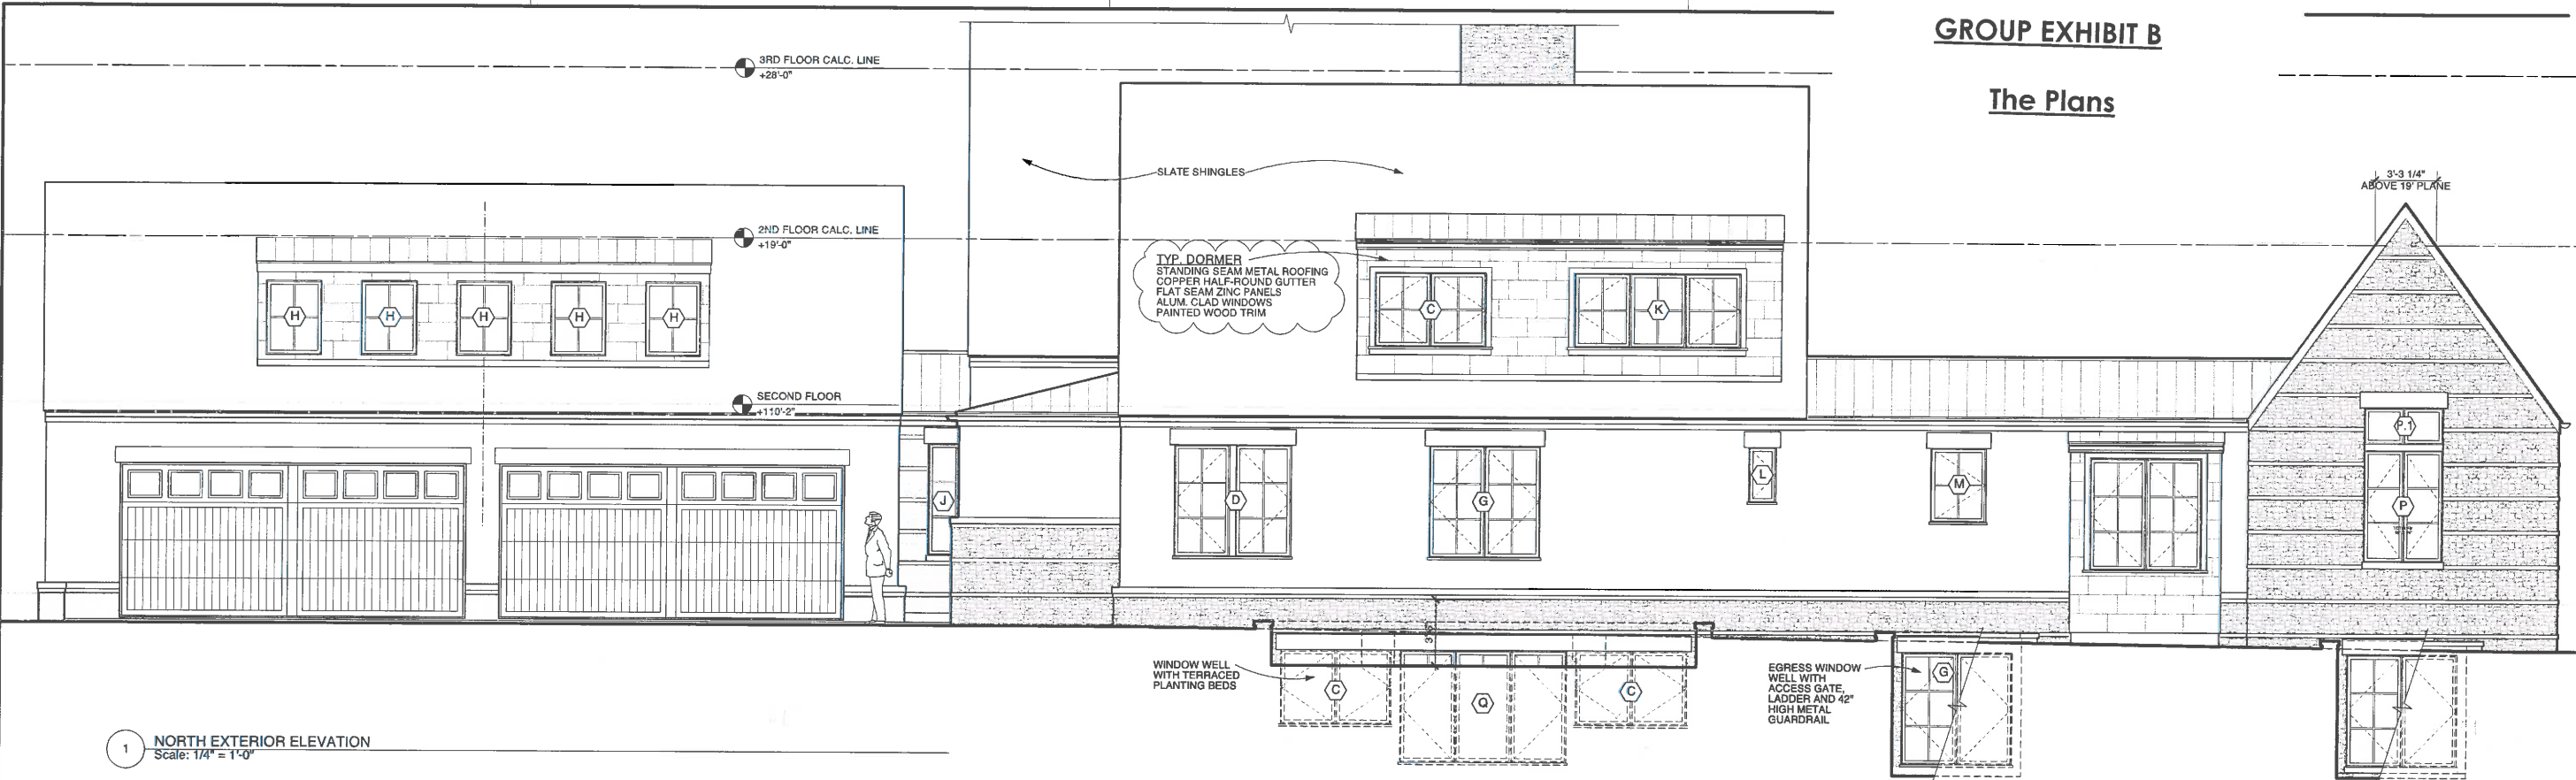 GROUP EXHIBIT B
The Plans
3RD FLOOR CALC. LINE
+28'-0"
SLATE SHINGLES
3'-3 1/4"
ABOVE 19' PLANE
2ND FLOOR CALC. LINE
+19'-0"
TYP. DORMER
STANDING SEAM METAL ROOFING
COPPER HALF-ROUND GUTTER
FLAT SEAM ZINC PANELS
ALUM. CLAD WINDOWS
PAINTED WOOD TRIM
H
H
H
H
H
C
K
SECOND FLOOR
+110'-2"
P.1
J
D
G
L
M
P
WINDOW WELL
WITH TERRACED
PLANTING BEDS
C
Q
C
EGRESS WINDOW
WELL WITH
ACCESS GATE,
LADDER AND 42"
HIGH METAL
GUARDRAIL
G
1
NORTH EXTERIOR ELEVATION
Scale: 1/4" = 1'-0"